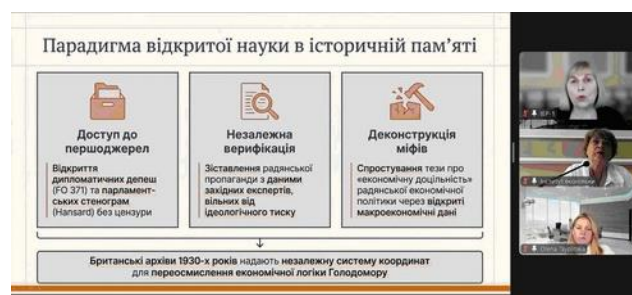 Парадигма відкритої науки в історичній пам’яті
Доступ до
першоджерел
Відкриття
дипломатичних депеш
(FO 371) та парламент-
ських стенограм
(Hansard) без цензури
Незалежна
верифікація
Зіставлення радянської
пропаганди з даними
західних експертів,
вільних від
ідеологічного тиску
Деконструкція
міфів
Спростування тези про
«економічну доцільність»
радянської економічної
політики через відкриті
макроекономічні дані
Британські архіви 1930-х років надають незалежну систему координат
для переосмислення економічної логіки Голодомору